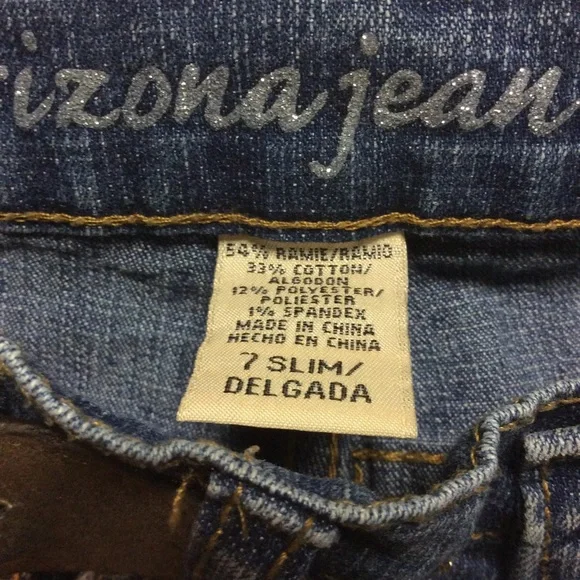 rizona jean
54% RAMIE/RAMIO
33% COTTON/
ALGODON
12% POLYESTER/
POLIESTER
1% SPANDEX
MADE IN CHINA
HECHO EN CHINA
7 SLIM/
DELGADA